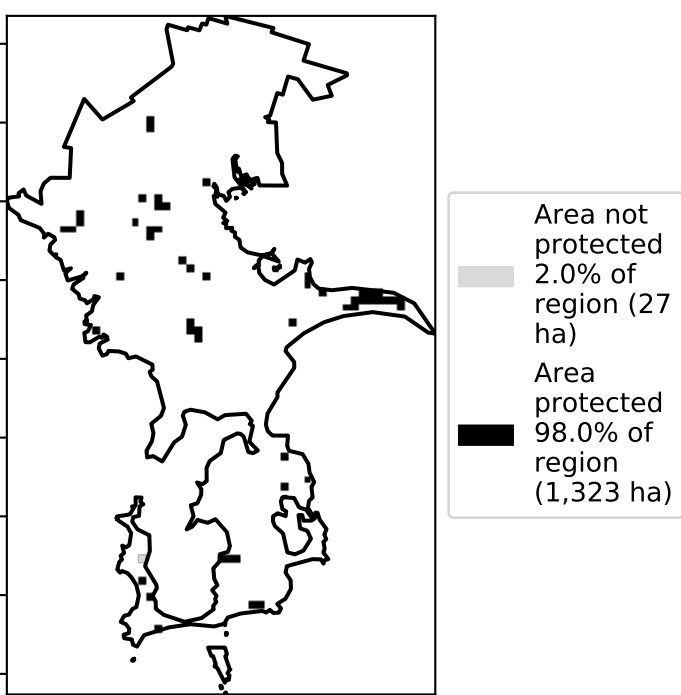 Area not
protected
2.0% of
region (27
ha)
Area
protected
98.0% of
region
(1,323 ha)